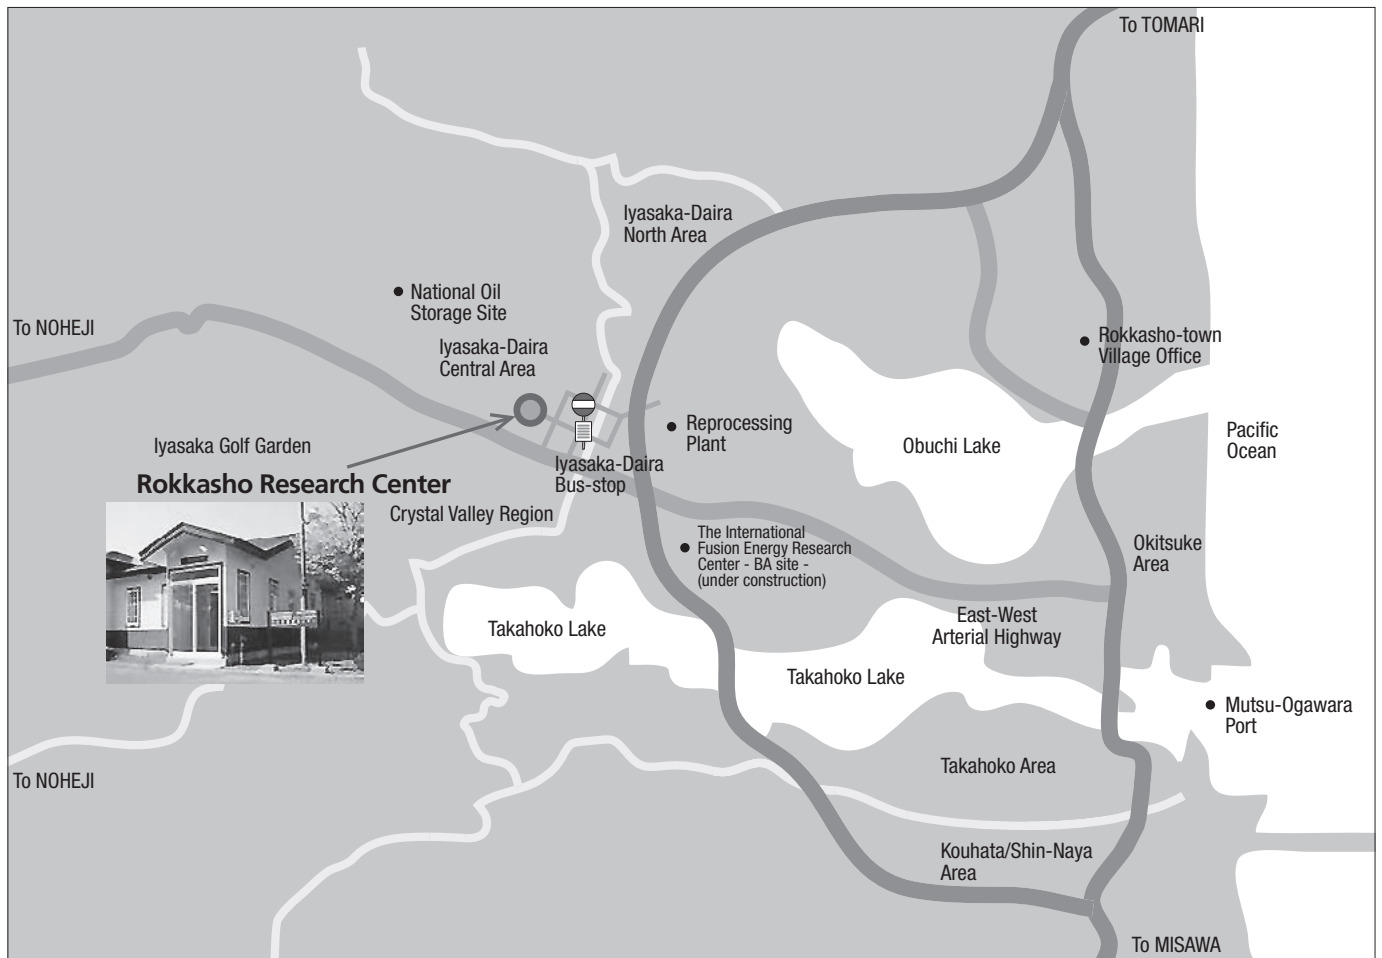 To TOMARI
Iyasaka-Daira
North Area
National Oil
Storage Site
To NOHEJI
Rokkasho-town
Village Office
Iyasaka-Daira
Central Area
Reprocessing
Plant
Pacific
Ocean
Iyasaka Golf Garden
Obuchi Lake
Iyasaka-Daira
Bus-stop
Rokkasho Research Center
Crystal Valley Region
The International
Fusion Energy Research
Center - BA site -
(under construction)
Okitsuke
Area
East-West
Arterial Highway
Takahoko Lake
Takahoko Lake
Mutsu-Ogawara
Port
Takahoko Area
To NOHEJI
Kouhata/Shin-Naya
Area
To MISAWA